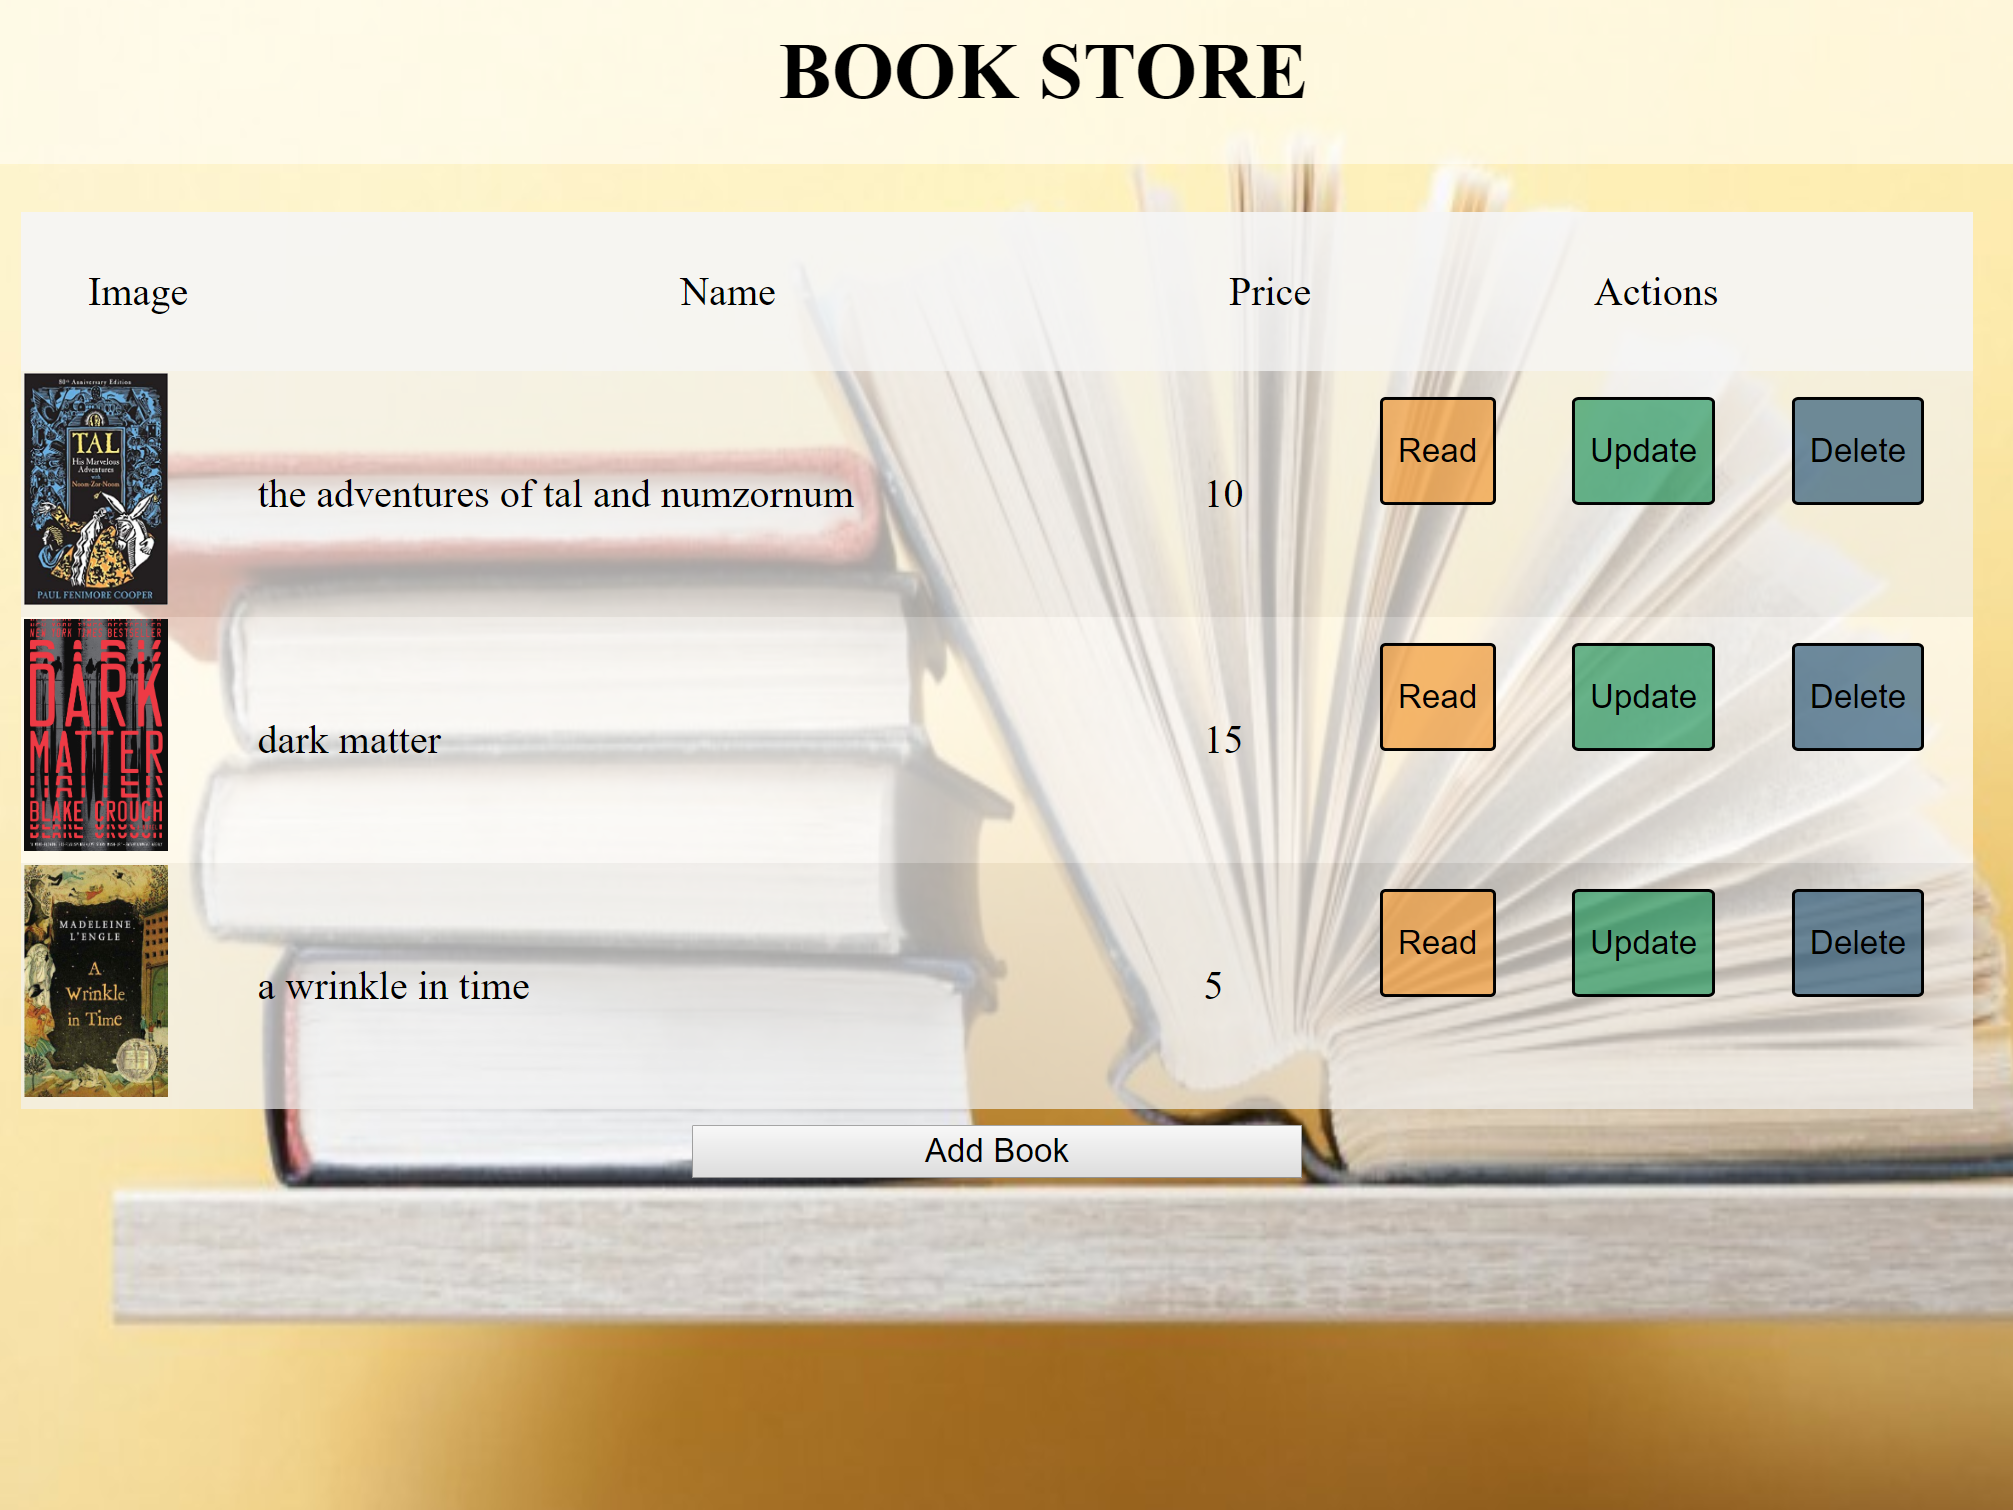 BOOK STORE
Image Name Price Actions
80th Anniversary Edition
TAL
His Marvelous
Adventures
with
Noom-Zor-Noom
PAUL FENIMORE COOPER
the adventures of tal and numzornum 10 Read Update Delete
NEW YORK TIMES BESTSELLER
DARK
MATTER
BLAKE CROUCH
dark matter 15 Read Update Delete
MADELEINE
L'ENGLE
A
Wrinkle
in Time
a wrinkle in time 5 Read Update Delete
Add Book